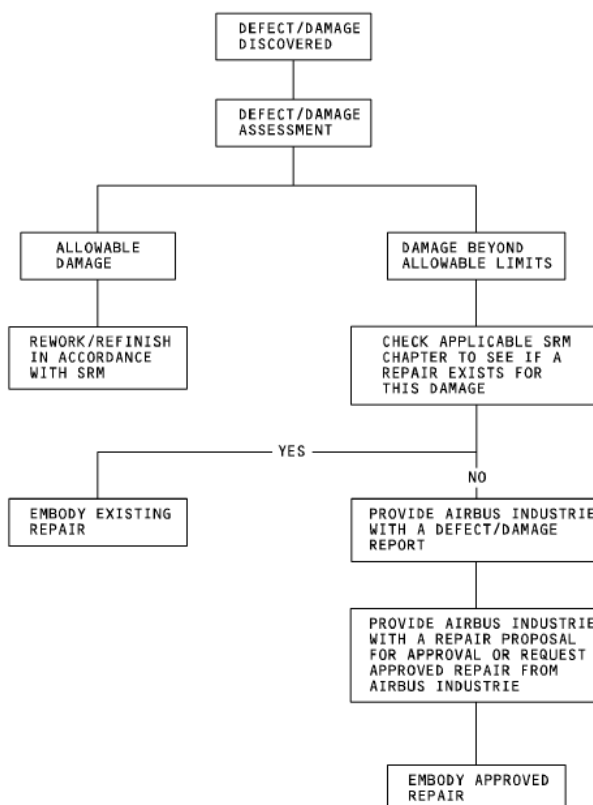 DEFECT/DAMAGE
DISCOVERED
DEFECT/DAMAGE
ASSESSMENT
ALLOWABLE
DAMAGE
DAMAGE BEYOND
ALLOWABLE LIMITS
REWORK/REFINISH
IN ACCORDANCE
WITH SRM
CHECK APPLICABLE SRM
CHAPTER TO SEE IF A
REPAIR EXISTS FOR
THIS DAMAGE
YES
NO
EMBODY EXISTING
REPAIR
PROVIDE AIRBUS INDUSTRIE
WITH A DEFECT/DAMAGE
REPORT
PROVIDE AIRBUS INDUSTRIE
WITH A REPAIR PROPOSAL
FOR APPROVAL OR REQUEST
APPROVED REPAIR FROM
AIRBUS INDUSTRIE
EMBODY APPROVED
REPAIR